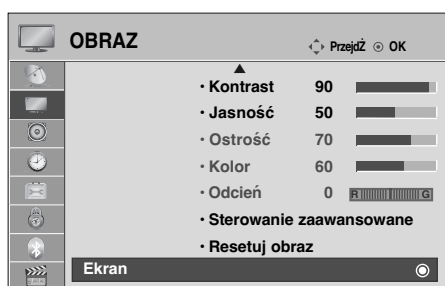 OBRAZ PrzejdŹ OK
• Kontrast 90
• Jasność 50
• Ostrość 70
• Kolor 60
• Odcień 0 R G
• Sterowanie zaawansowane
• Resetuj obraz
Ekran